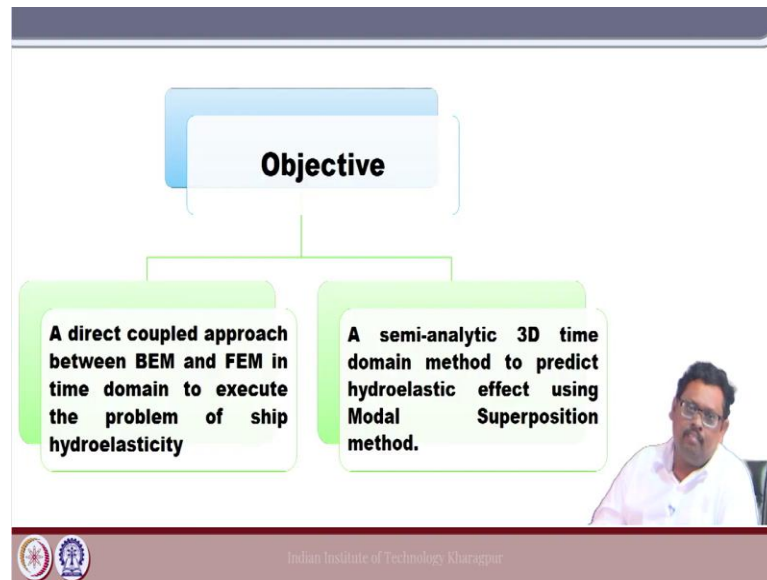 Objective
A direct coupled approach
between BEM and FEM in
time domain to execute
the problem of ship
hydroelasticity
A semi-analytic 3D time
domain method to predict
hydroelastic effect using
Modal Superposition
method.
Indian Institute of Technology Kharagpur